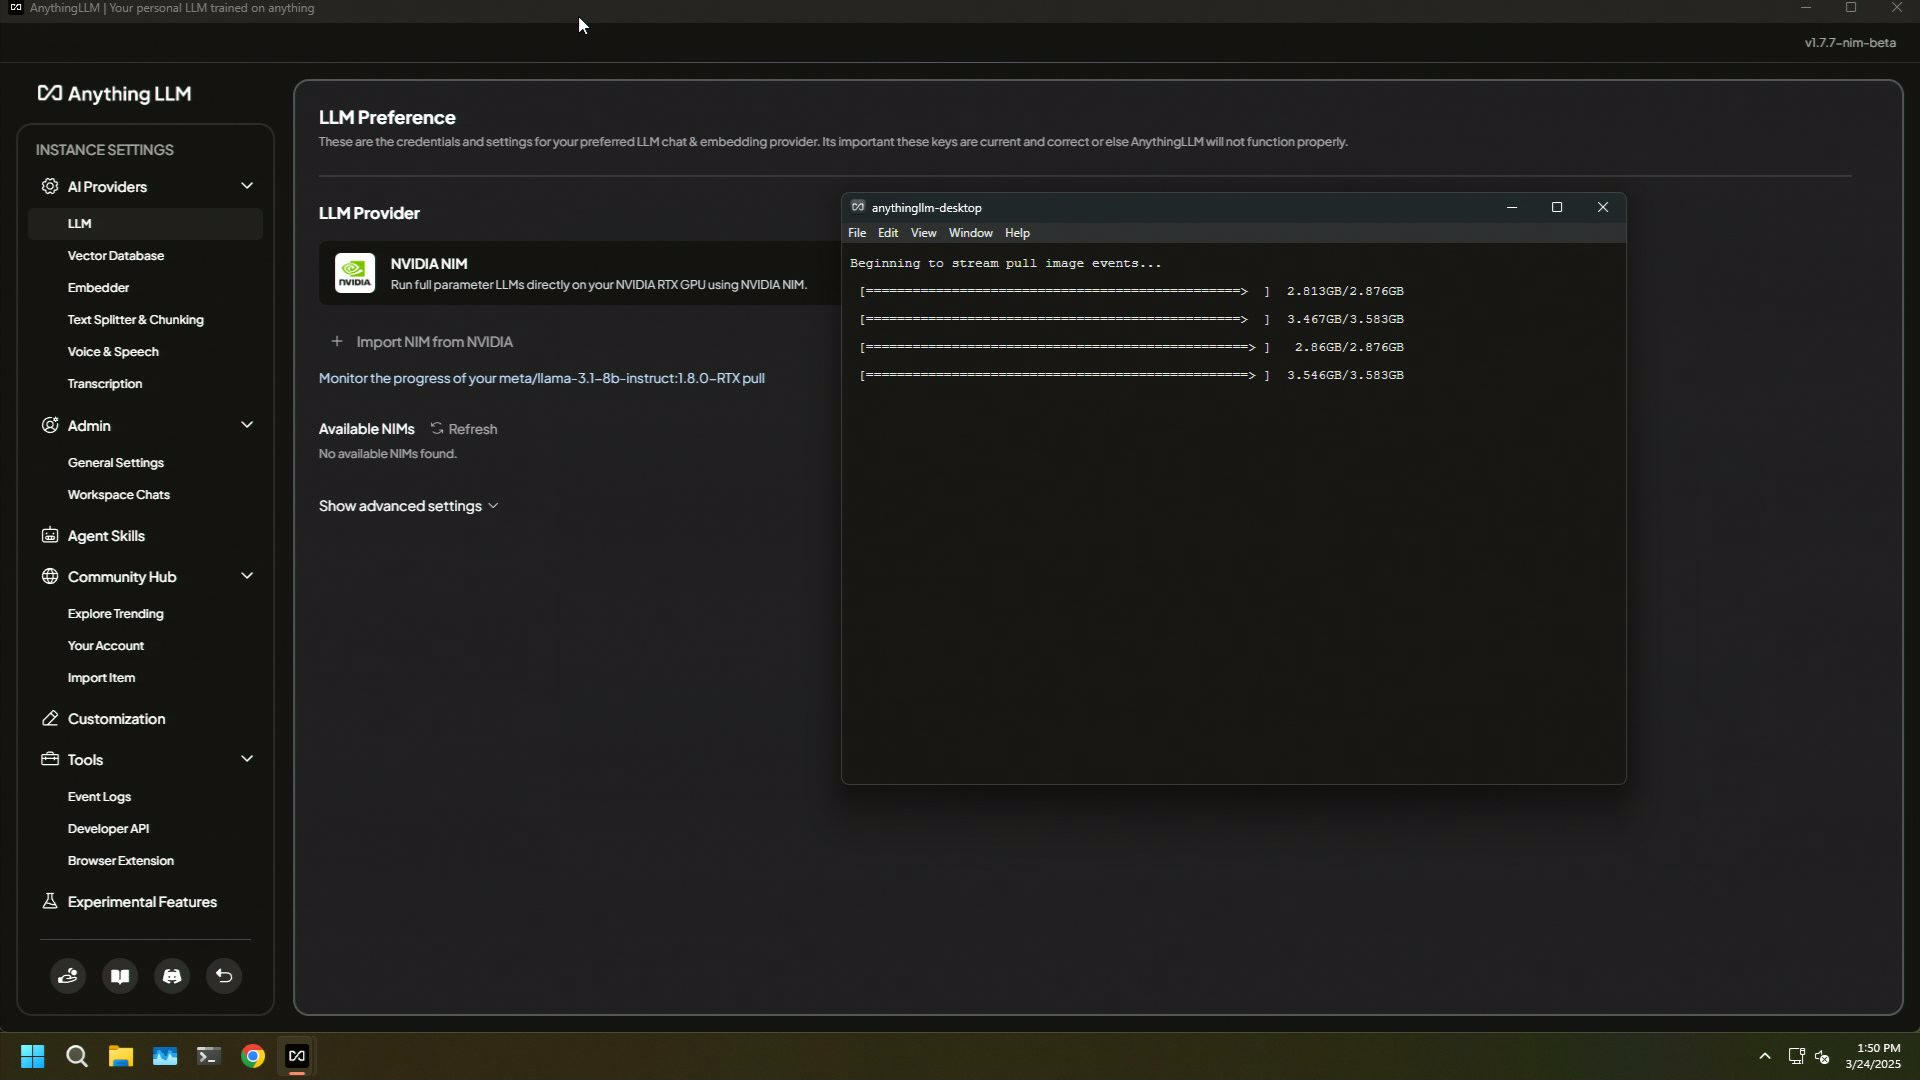 AnythingLLM | Your personal LLM trained on anything
v1.7.7-nim-beta
Anything LLM
INSTANCE SETTINGS
AI Providers
LLM
Vector Database
Embedder
Text Splitter & Chunking
Voice & Speech
Transcription
Admin
General Settings
Workspace Chats
Agent Skills
Community Hub
Explore Trending
Your Account
Import Item
Customization
Tools
Event Logs
Developer API
Browser Extension
Experimental Features
LLM Preference
These are the credentials and settings for your preferred LLM chat & embedding provider. Its important these keys are current and correct or else AnythingLLM will not function properly.
LLM Provider
NVIDIA
NVIDIA NIM
Run full parameter LLMs directly on your NVIDIA RTX GPU using NVIDIA NIM.
+ Import NIM from NVIDIA
Monitor the progress of your meta/llama-3.1-8b-instruct:1.8.0-RTX pull
Available NIMs Refresh
No available NIMs found.
Show advanced settings
anythingllm-desktop
File Edit View Window Help
Beginning to stream pull image events...
[================================================> ] 2.813GB/2.876GB
[================================================> ] 3.467GB/3.583GB
[=================================================> ] 2.86GB/2.876GB
[=================================================> ] 3.546GB/3.583GB
1:50 PM
3/24/2025